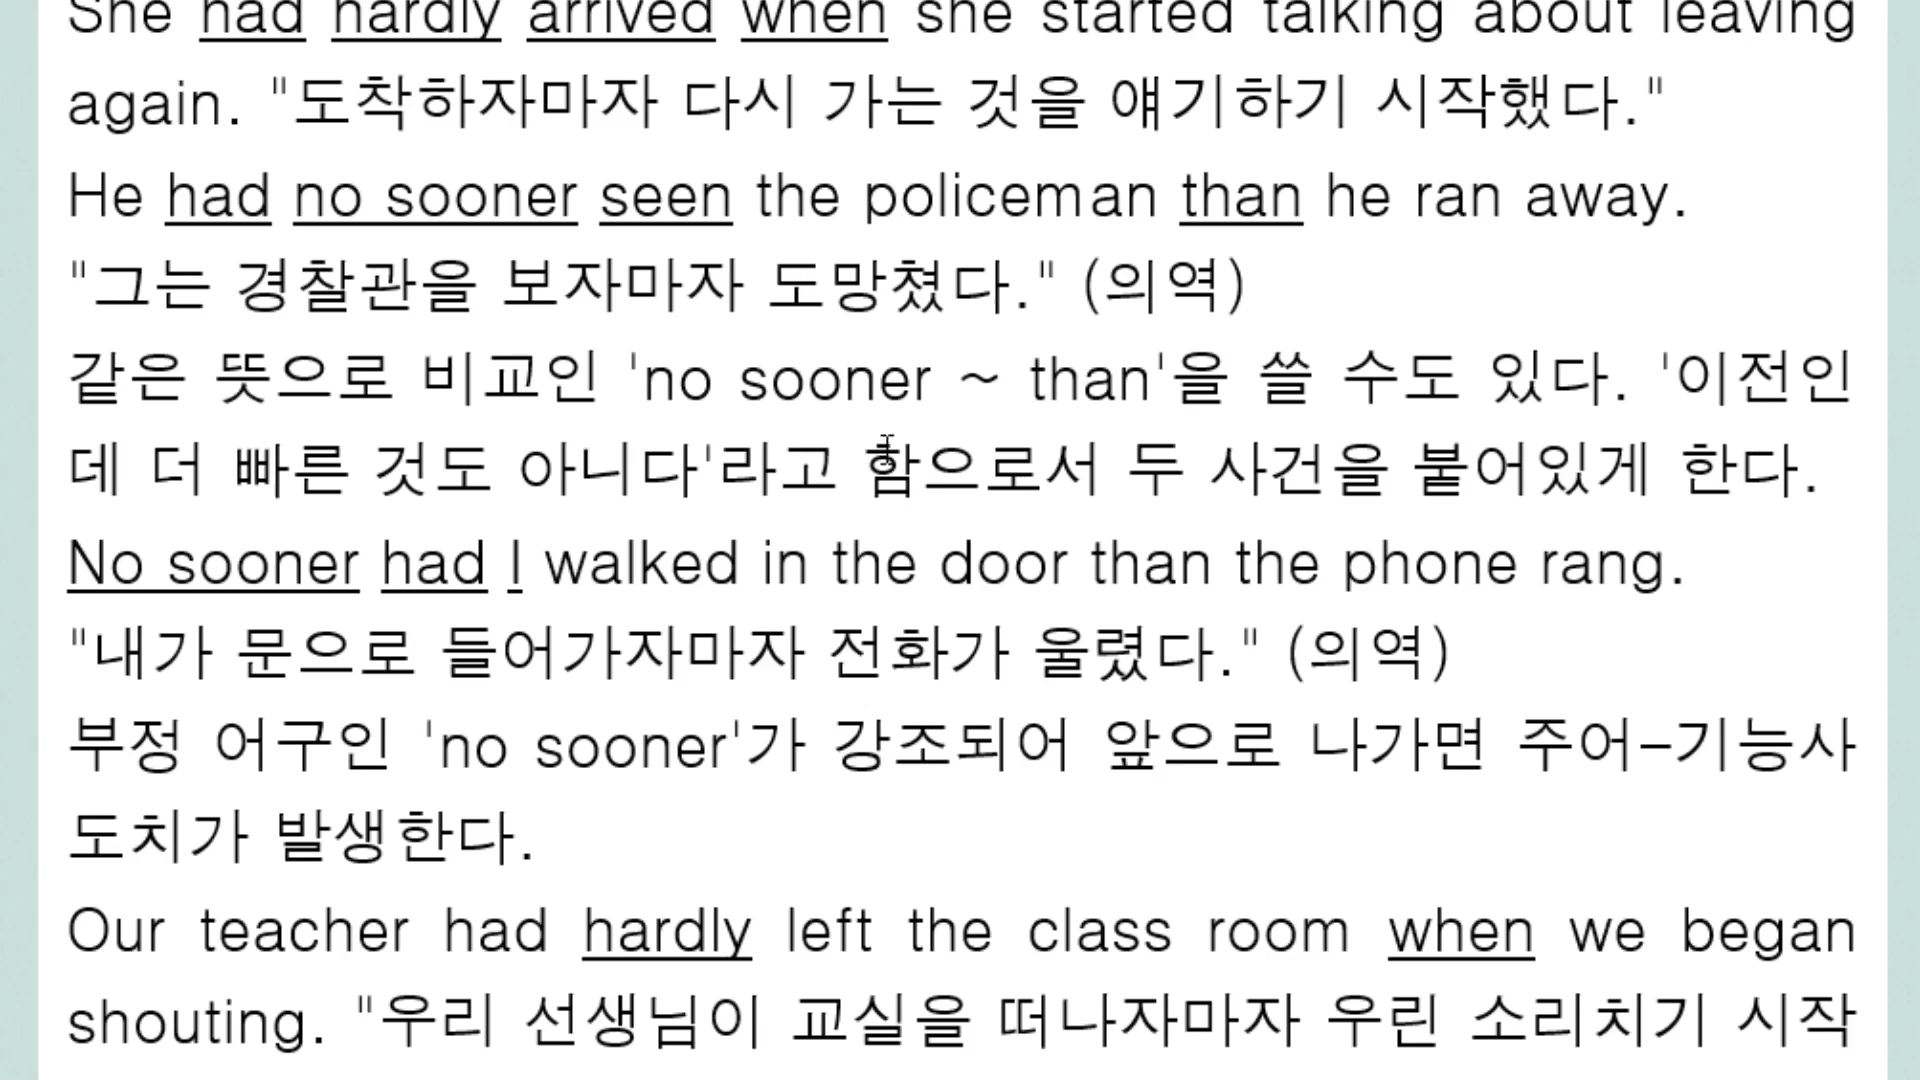 She had hardly arrived when she started talking about leaving
again. "도착하자마자 다시 가는 것을 얘기하기 시작했다."
He had no sooner seen the policeman than he ran away.
"그는 경찰관을 보자마자 도망쳤다." (의역)
같은 뜻으로 비교인 'no sooner ~ than'을 쓸 수도 있다. '이전인
데 더 빠른 것도 아니다'라고 함으로서 두 사건을 붙어있게 한다.
No sooner had I walked in the door than the phone rang.
"내가 문으로 들어가자마자 전화가 울렸다." (의역)
부정 어구인 'no sooner'가 강조되어 앞으로 나가면 주어-기능사
도치가 발생한다.
Our teacher had hardly left the class room when we began
shouting. "우리 선생님이 교실을 떠나자마자 우린 소리치기 시작